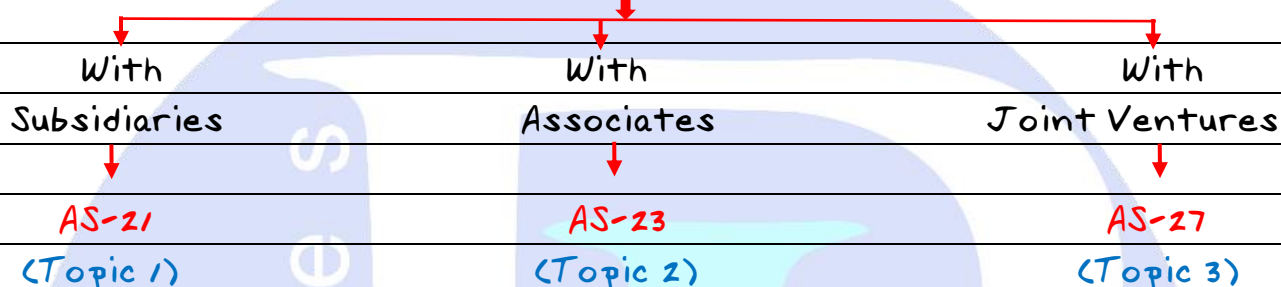 With With With
Subsidiaries Associates Joint Ventures
AS-21 AS-23 AS-27
(Topic 1) (Topic 2) (Topic 3)
es